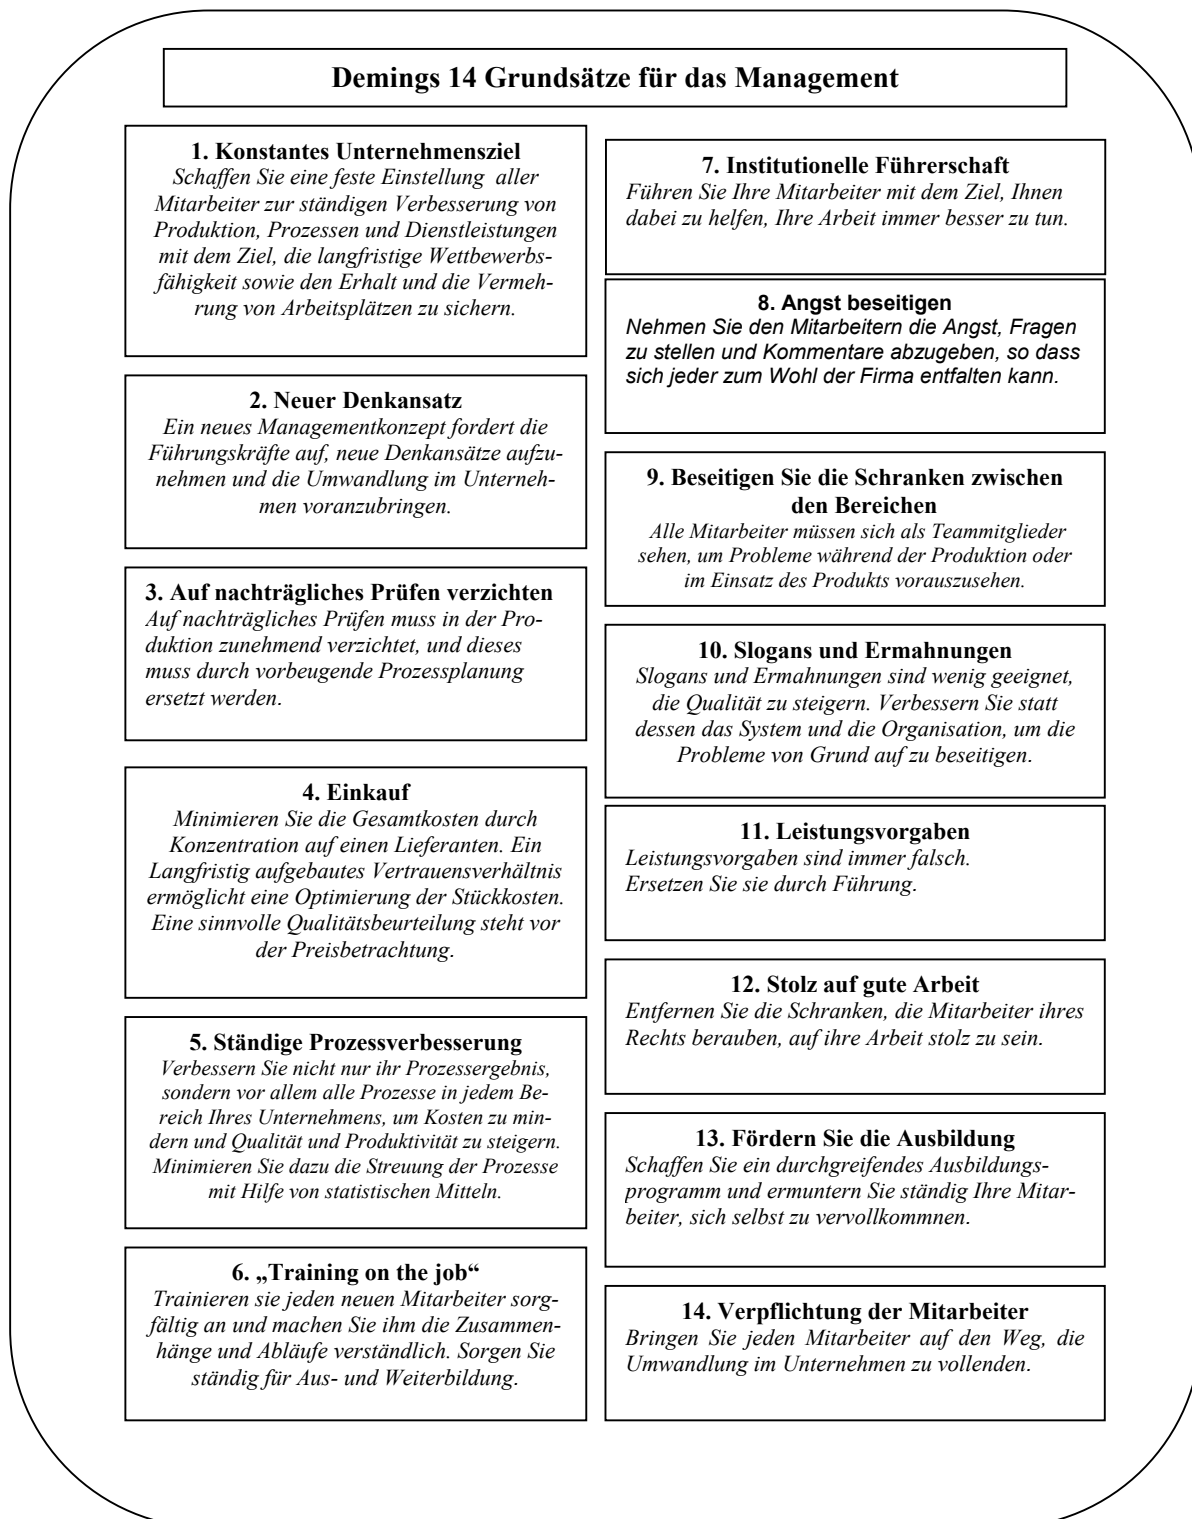 Demings 14 Grundsätze für das Management
1. Konstantes Unternehmensziel
Schaffen Sie eine feste Einstellung aller
Mitarbeiter zur ständigen Verbesserung von
Produktion, Prozessen und Dienstleistungen
mit dem Ziel, die langfristige Wettbewerbs-
fähigkeit sowie den Erhalt und die Vermeh-
rung von Arbeitsplätzen zu sichern.
2. Neuer Denkansatz
Ein neues Managementkonzept fordert die
Führungskräfte auf, neue Denkansätze aufzu-
nehmen und die Umwandlung im Unterneh-
men voranzubringen.
3. Auf nachträgliches Prüfen verzichten
Auf nachträgliches Prüfen muss in der Pro-
duktion zunehmend verzichtet, und dieses
muss durch vorbeugende Prozessplanung
ersetzt werden.
4. Einkauf
Minimieren Sie die Gesamtkosten durch
Konzentration auf einen Lieferanten. Ein
Langfristig aufgebautes Vertrauensverhältnis
ermöglicht eine Optimierung der Stückkosten.
Eine sinnvolle Qualitätsbeurteilung steht vor
der Preisbetrachtung.
5. Ständige Prozessverbesserung
Verbessern Sie nicht nur ihr Prozessergebnis,
sondern vor allem alle Prozesse in jedem Be-
reich Ihres Unternehmens, um Kosten zu min-
dern und Qualität und Produktivität zu steigern.
Minimieren Sie dazu die Streuung der Prozesse
mit Hilfe von statistischen Mitteln.
6. „Training on the job“
Trainieren sie jeden neuen Mitarbeiter sorg-
fältig an und machen Sie ihm die Zusammen-
hänge und Abläufe verständlich. Sorgen Sie
ständig für Aus- und Weiterbildung.
7. Institutionelle Führerschaft
Führen Sie Ihre Mitarbeiter mit dem Ziel, Ihnen
dabei zu helfen, Ihre Arbeit immer besser zu tun.
8. Angst beseitigen
Nehmen Sie den Mitarbeitern die Angst, Fragen
zu stellen und Kommentare abzugeben, so dass
sich jeder zum Wohl der Firma entfalten kann.
9. Beseitigen Sie die Schranken zwischen
den Bereichen
Alle Mitarbeiter müssen sich als Teammitglieder
sehen, um Probleme während der Produktion oder
im Einsatz des Produkts vorauszusehen.
10. Slogans und Ermahnungen
Slogans und Ermahnungen sind wenig geeignet,
die Qualität zu steigern. Verbessern Sie statt
dessen das System und die Organisation, um die
Probleme von Grund auf zu beseitigen.
11. Leistungsvorgaben
Leistungsvorgaben sind immer falsch.
Ersetzen Sie sie durch Führung.
12. Stolz auf gute Arbeit
Entfernen Sie die Schranken, die Mitarbeiter ihres
Rechts berauben, auf ihre Arbeit stolz zu sein.
13. Fördern Sie die Ausbildung
Schaffen Sie ein durchgreifendes Ausbildungs-
programm und ermuntern Sie ständig Ihre Mitar-
beiter, sich selbst zu vervollkommnen.
14. Verpflichtung der Mitarbeiter
Bringen Sie jeden Mitarbeiter auf den Weg, die
Umwandlung im Unternehmen zu vollenden.